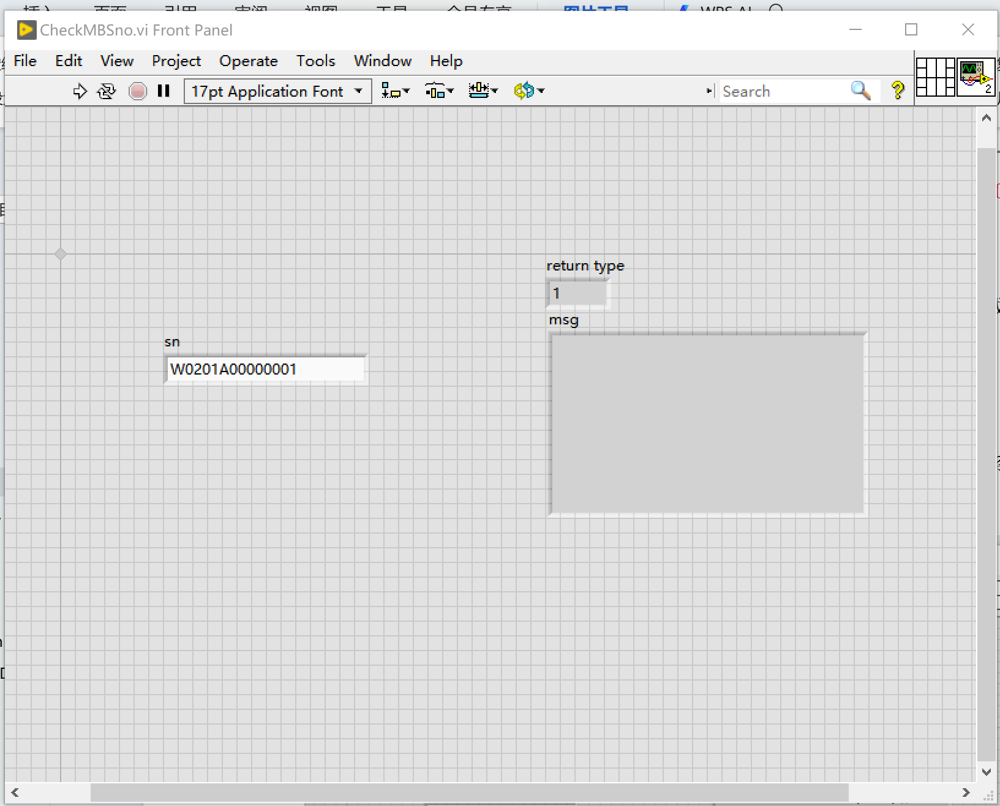 CheckMBSno.vi Front Panel
File Edit View Project Operate Tools Window Help
17pt Application Font
Search
2
return type
1
msg
sn
W0201A00000001